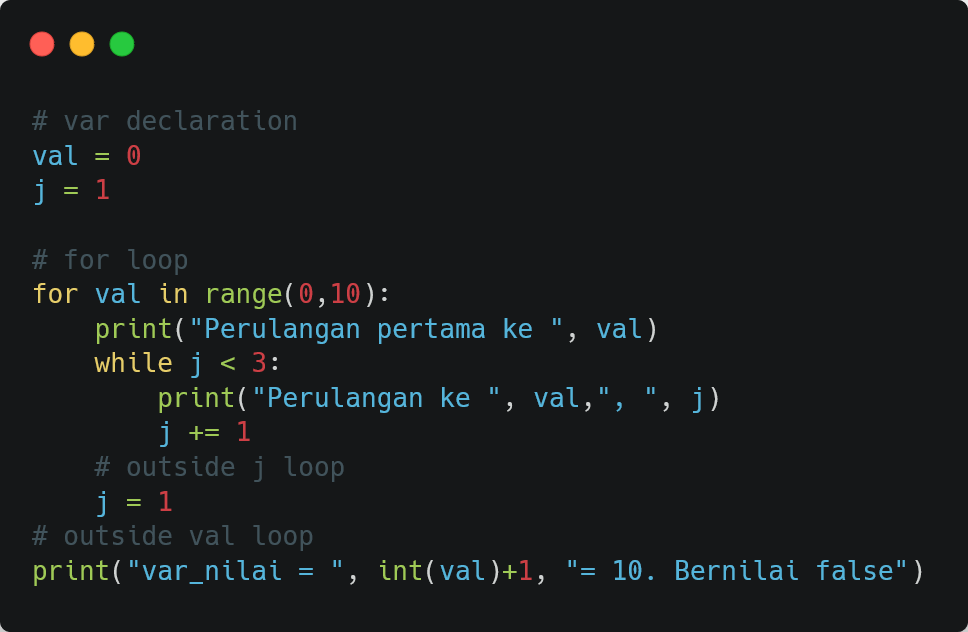 # var declaration
val = 0
j = 1
# for loop
for val in range(0,10):
    print("Perulangan pertama ke ", val)
    while j < 3:
        print("Perulangan ke ", val,", ", j)
        j += 1
    # outside j loop
    j = 1
# outside val loop
print("var_nilai = ", int(val)+1, "= 10. Bernilai false")